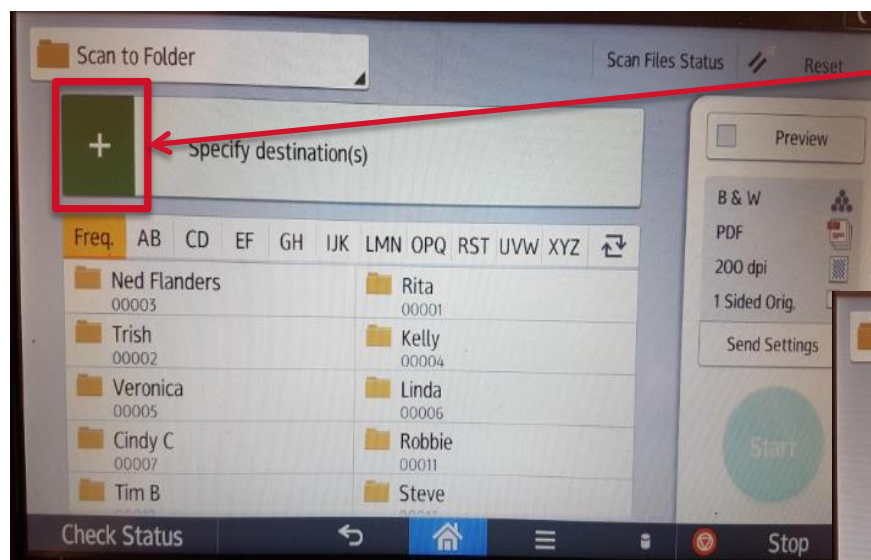 Scan to Folder
Scan Files Status
Reset
+
Specify destination(s)
Preview
B & W
PDF
200 dpi
1 Sided Orig.
Send Settings
Freq. AB CD EF GH IJK LMN OPQ RST UVW XYZ
Ned Flanders
00003
Rita
00001
Trish
00002
Kelly
00004
Veronica
00005
Linda
00006
Cindy C
00007
Robbie
00011
Tim B
Steve
Start
Check Status
Stop